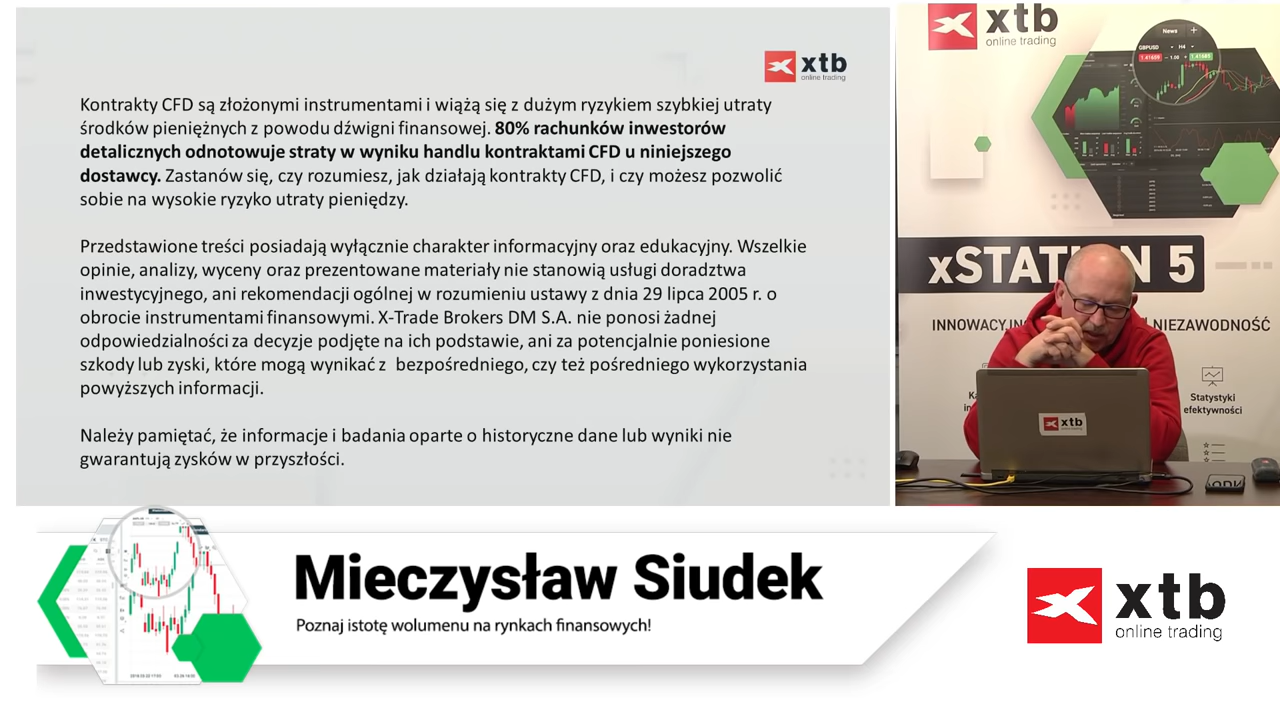 xtb
online trading
Kontrakty CFD są złożonymi instrumentami i wiążą się z dużym ryzykiem szybkiej utraty
środków pieniężnych z powodu dźwigni finansowej. 80% rachunków inwestorów
detalicznych odnotowuje straty w wyniku handlu kontraktami CFD u niniejszego
dostawcy. Zastanów się, czy rozumiesz, jak działają kontrakty CFD, i czy możesz pozwolić
sobie na wysokie ryzyko utraty pieniędzy.
Przedstawione treści posiadają wyłącznie charakter informacyjny oraz edukacyjny. Wszelkie
opinie, analizy, wyceny oraz prezentowane materiały nie stanowią usługi doradztwa
inwestycyjnego, ani rekomendacji ogólnej w rozumieniu ustawy z dnia 29 lipca 2005 r. o
obrocie instrumentami finansowymi. X-Trade Brokers DM S.A. nie ponosi żadnej
odpowiedzialności za decyzje podjęte na ich podstawie, ani za potencjalnie poniesione
szkody lub zyski, które mogą wynikać z bezpośredniego, czy też pośredniego wykorzystania
powyższych informacji.
Należy pamiętać, że informacje i badania oparte o historyczne dane lub wyniki nie
gwarantują zysków w przyszłości.
xtb
online trading
News +
GBPUSD H4
xSTAT N 5
INNOWACYJN NIEZAWODNOŚĆ
Statystyki
efektywności
xtb
Mieczysław Siudek
Poznaj istotę wolumenu na rynkach finansowych!
xtb
online trading